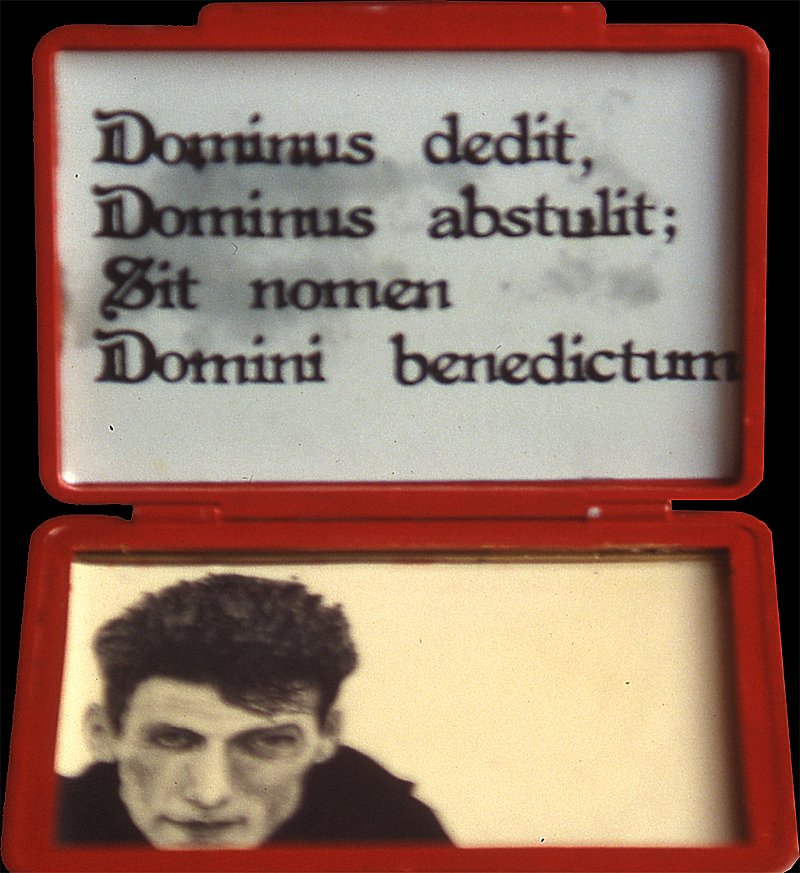 Dominus dedit,
Dominus abstulit;
Sit nomen
Domini benedictum